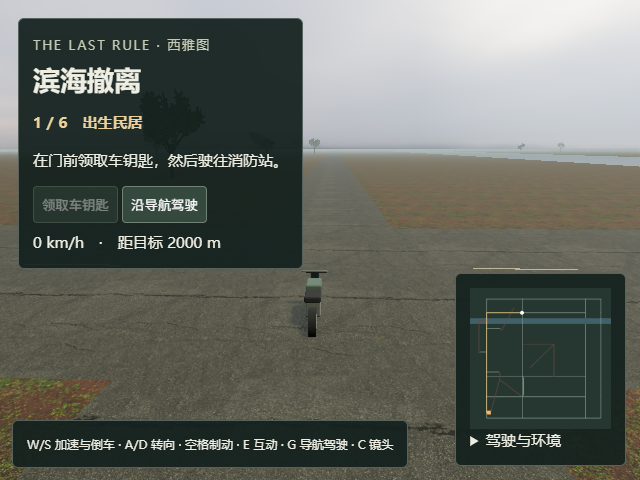 THE LAST RULE · 西雅图
滨海撤离
1 / 6 出生民居
在门前领取车钥匙，然后驶往消防站。
领取车钥匙 沿导航驾驶
0 km/h · 距目标 2000 m
▶ 驾驶与环境
W/S 加速与倒车 · A/D 转向 · 空格制动 · E 互动 · G 导航驾驶 · C 镜头